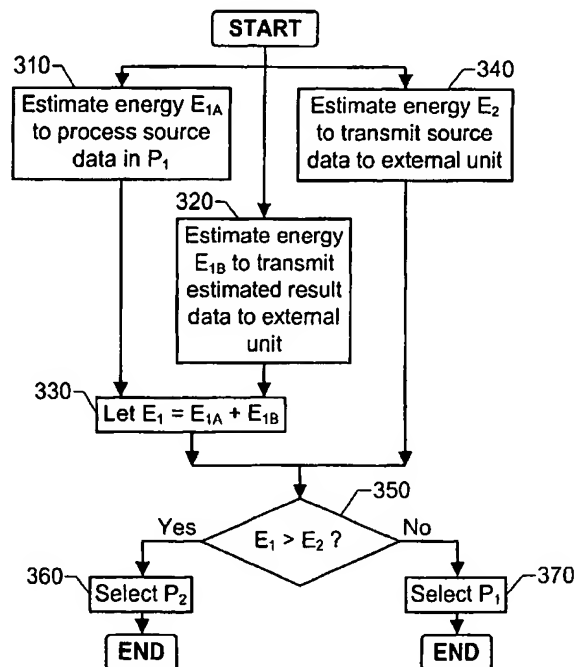 START
310
Estimate energy E₁A
to process source
data in P₁
340
Estimate energy E₂
to transmit source
data to external unit
320
Estimate energy
E₁B to transmit
estimated result
data to external
unit
330
Let E₁ = E₁A + E₁B
350
E₁ > E₂ ?
Yes
No
360
Select P₂
370
Select P₁
END
END